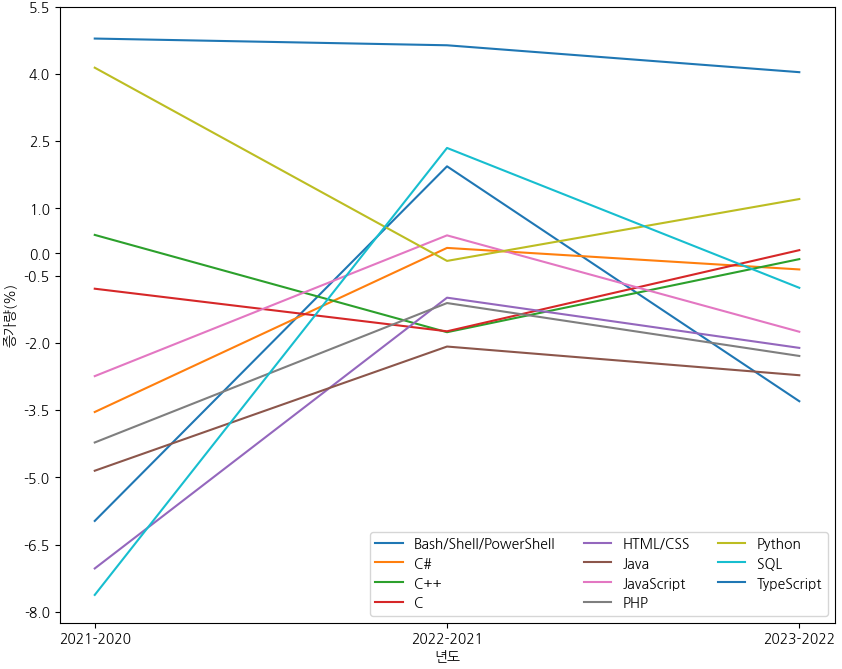 5.5
4.0
2.5
1.0
0.0
-0.5
-2.0
-3.5
-5.0
-6.5
-8.0
증가량(%)
Bash/Shell/PowerShell
C#
C++
C
HTML/CSS
Java
JavaScript
PHP
Python
SQL
TypeScript
2021-2020
2022-2021
2023-2022
년도